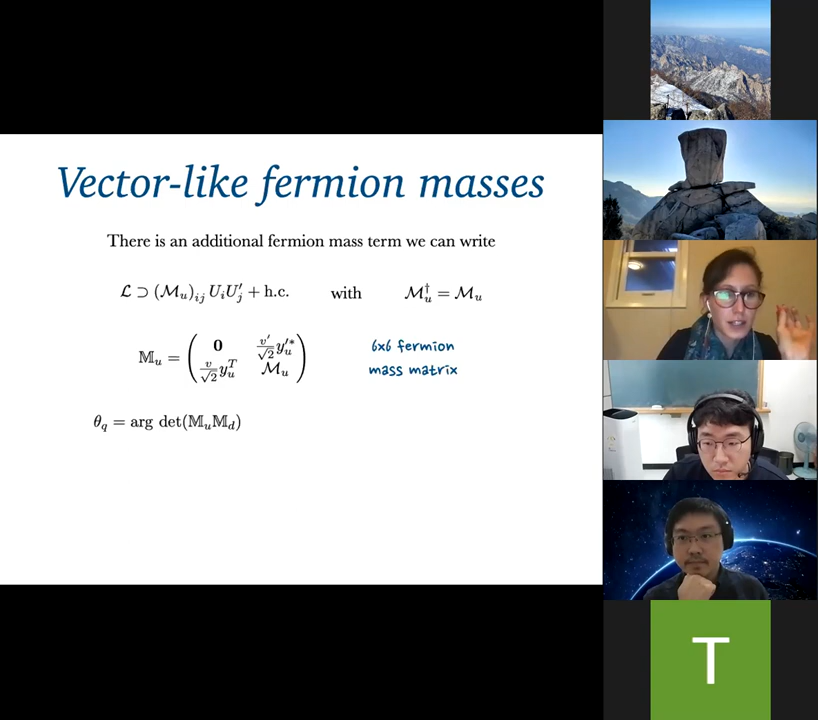 Vector-like fermion masses
There is an additional fermion mass term we can write
ℒ ⊃ (ℳ_u)_{ij} U_i U'_j + h.c. with ℳ_u^† = ℳ_u
𝕄_u = ( 0 v'/√2 y'_u^* ; v/√2 y_u^T ℳ_u )
6x6 fermion
mass matrix
θ_q = arg det(𝕄_u 𝕄_d)
T